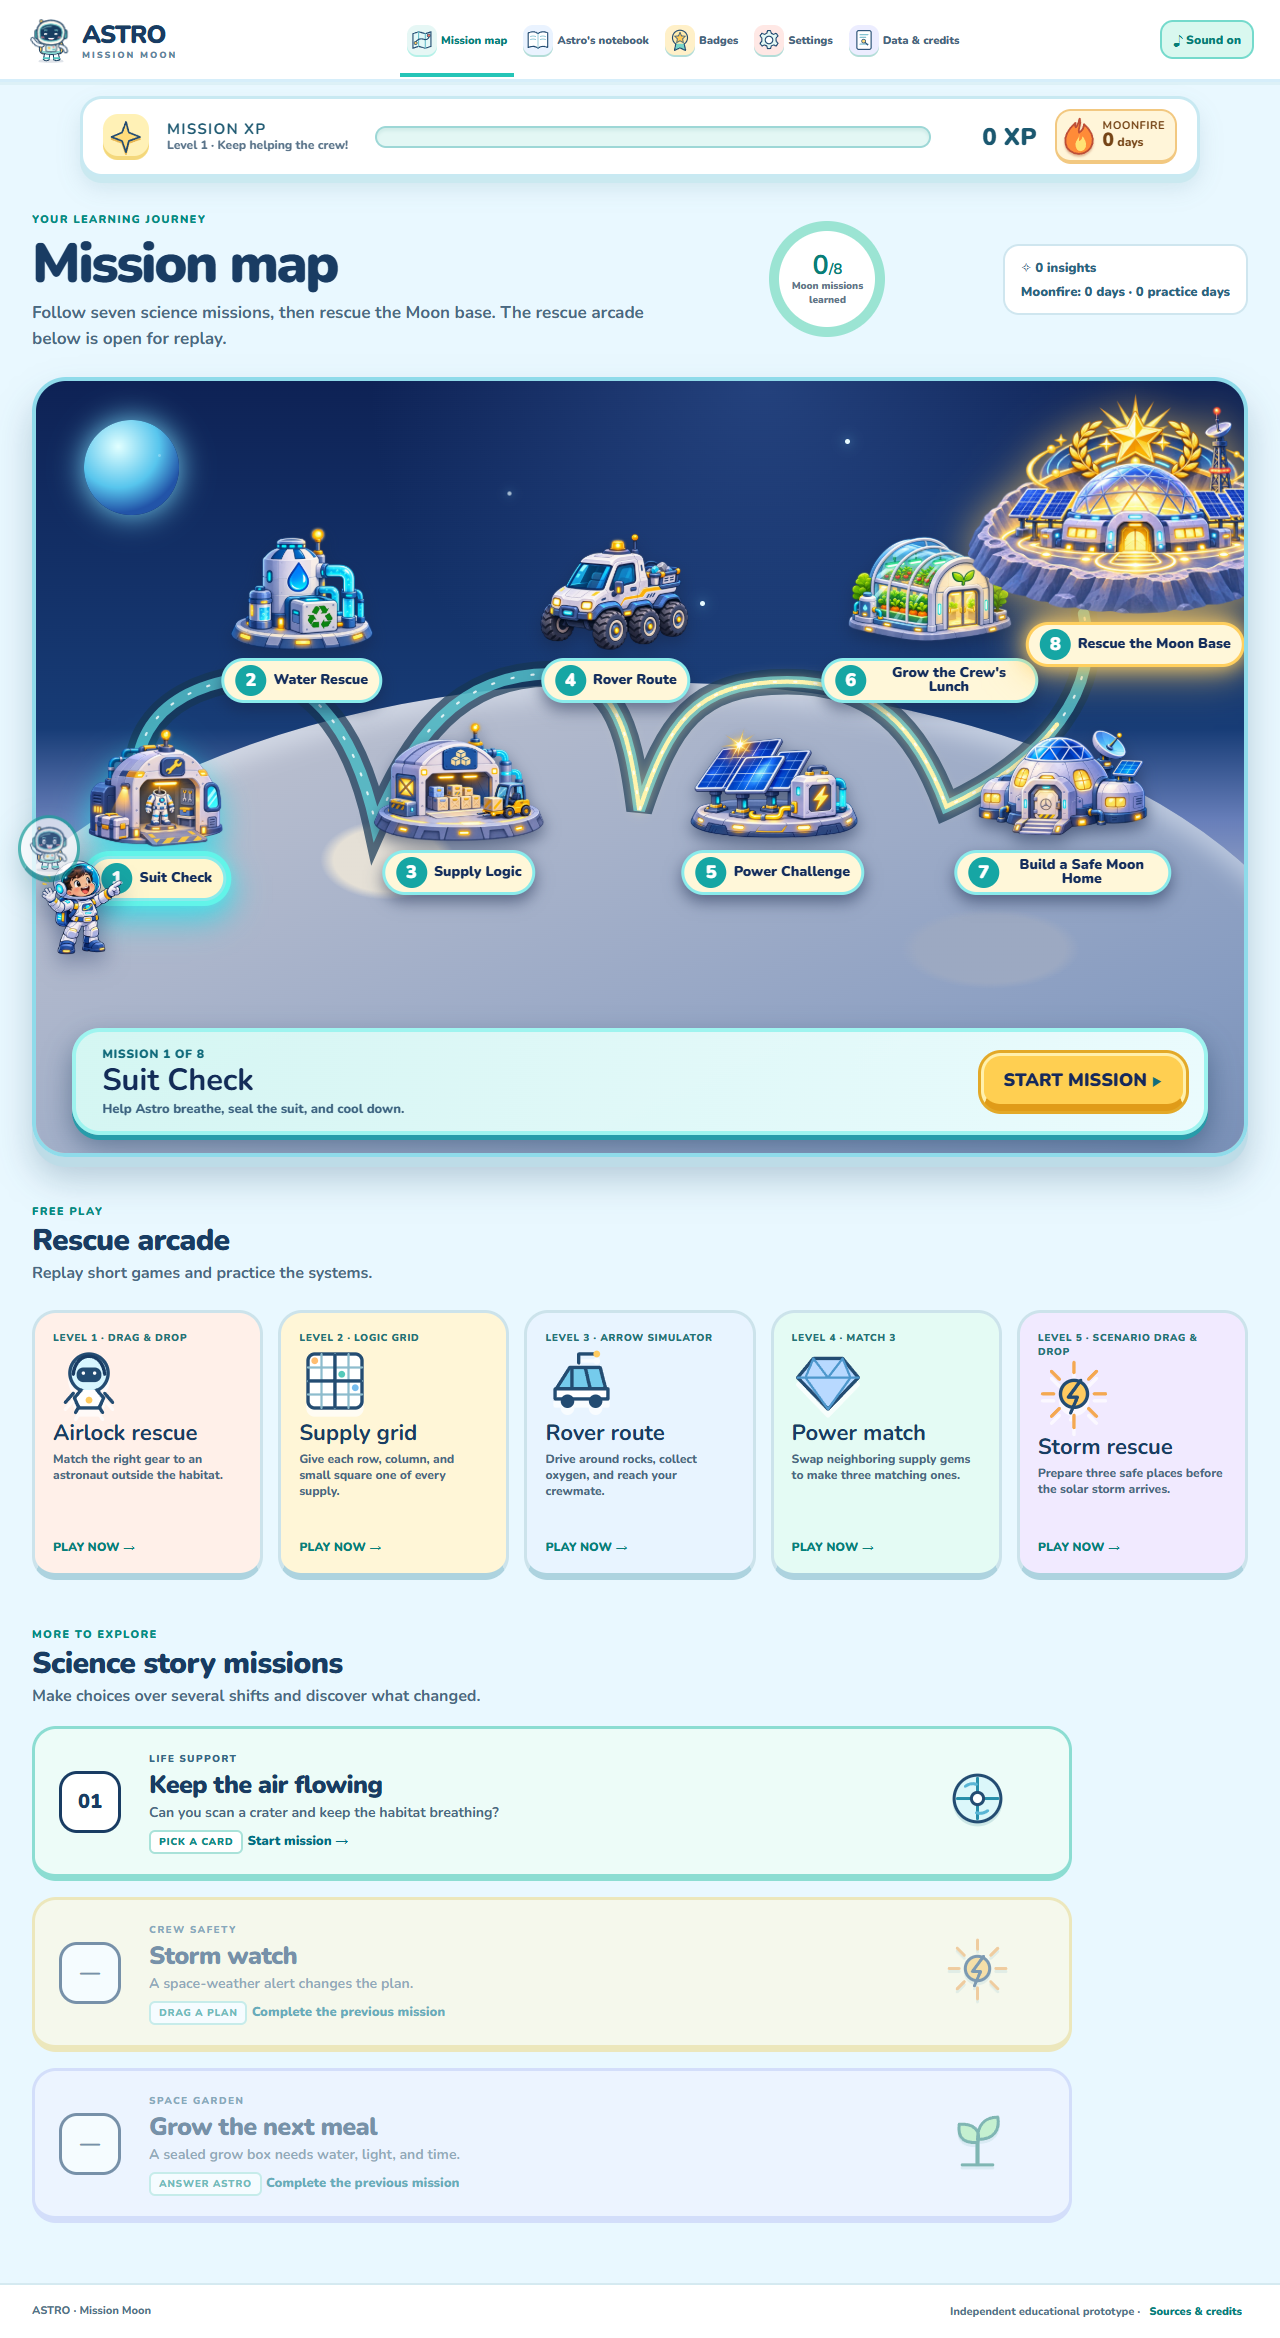 ASTRO
MISSION MOON
Mission map
Astro's notebook
Badges
Settings
Data & credits
♪ Sound on
MISSION XP
Level 1 · Keep helping the crew!
0 XP
MOONFIRE
0 days
YOUR LEARNING JOURNEY
Mission map
Follow seven science missions, then rescue the Moon base. The rescue arcade
below is open for replay.
0/8
Moon missions
learned
✧ 0 insights
Moonfire: 0 days · 0 practice days
8 Rescue the Moon Base
2 Water Rescue
4 Rover Route
6 Grow the Crew's
Lunch
1 Suit Check
3 Supply Logic
5 Power Challenge
7 Build a Safe Moon
Home
MISSION 1 OF 8
Suit Check
Help Astro breathe, seal the suit, and cool down.
START MISSION ▸
FREE PLAY
Rescue arcade
Replay short games and practice the systems.
LEVEL 1 · DRAG & DROP
Airlock rescue
Match the right gear to an
astronaut outside the habitat.
PLAY NOW →
LEVEL 2 · LOGIC GRID
Supply grid
Give each row, column, and
small square one of every
supply.
PLAY NOW →
LEVEL 3 · ARROW SIMULATOR
Rover route
Drive around rocks, collect
oxygen, and reach your
crewmate.
PLAY NOW →
LEVEL 4 · MATCH 3
Power match
Swap neighboring supply gems
to make three matching ones.
PLAY NOW →
LEVEL 5 · SCENARIO DRAG &
DROP
Storm rescue
Prepare three safe places before
the solar storm arrives.
PLAY NOW →
MORE TO EXPLORE
Science story missions
Make choices over several shifts and discover what changed.
01
LIFE SUPPORT
Keep the air flowing
Can you scan a crater and keep the habitat breathing?
PICK A CARD Start mission →
—
CREW SAFETY
Storm watch
A space-weather alert changes the plan.
DRAG A PLAN Complete the previous mission
—
SPACE GARDEN
Grow the next meal
A sealed grow box needs water, light, and time.
ANSWER ASTRO Complete the previous mission
ASTRO · Mission Moon
Independent educational prototype · Sources & credits